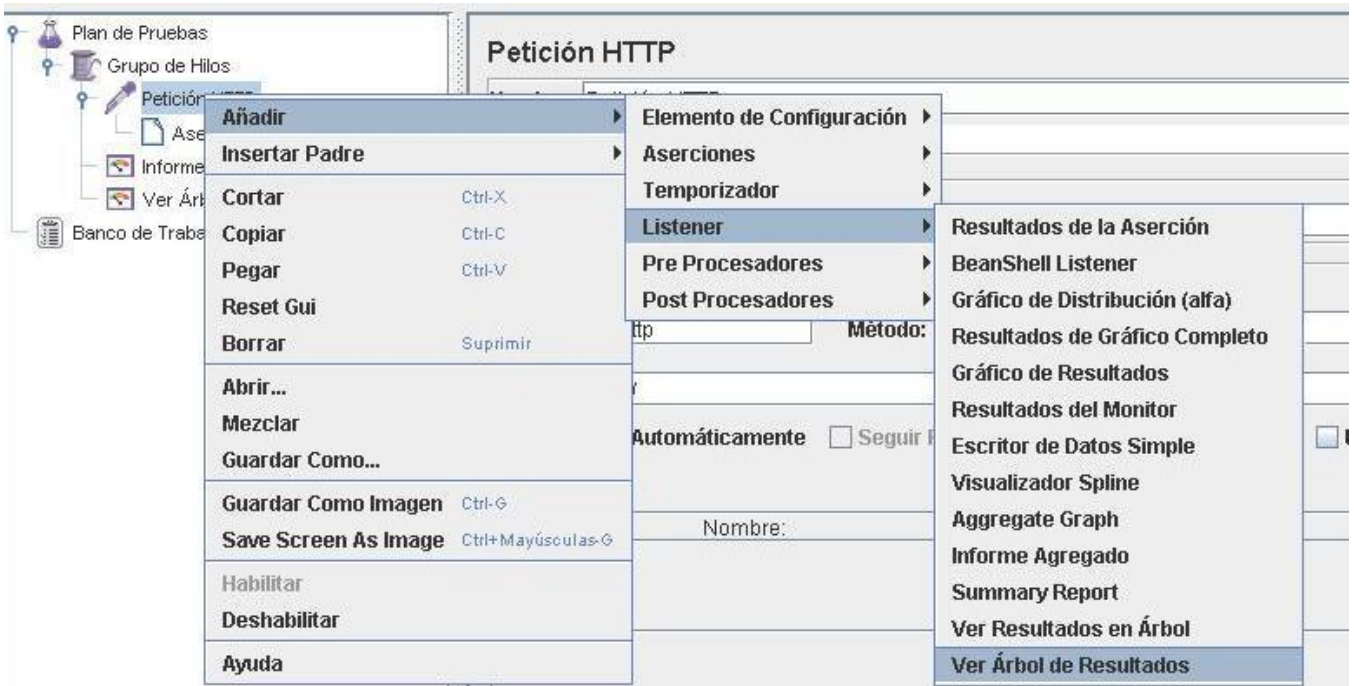 Plan de Pruebas
Grupo de Hilos
Petición
Informe
Ver
Banco de
Petición HTTP
Añadir
Insertar Padre
Cortar Ctrl-X
Copiar Ctrl-C
Pegar Ctrl-V
Reset Gui
Borrar Suprimir
Abrir...
Mezclar
Guardar Como...
Guardar Como Imagen Ctrl-G
Save Screen As Image Ctrl+Mayúsculas-G
Habilitar
Deshabilitar
Ayuda
Elemento de Configuración
Aserciones
Temporizador
Listener
Pre Procesadores
Post Procesadores
Método:
Automáticamente Seguir
Nombre:
Resultados de la Aserción
BeanShell Listener
Gráfico de Distribución (alfa)
Resultados de Gráfico Completo
Gráfico de Resultados
Resultados del Monitor
Escritor de Datos Simple
Visualizador Spline
Aggregate Graph
Informe Agregado
Summary Report
Ver Resultados en Árbol
Ver Árbol de Resultados